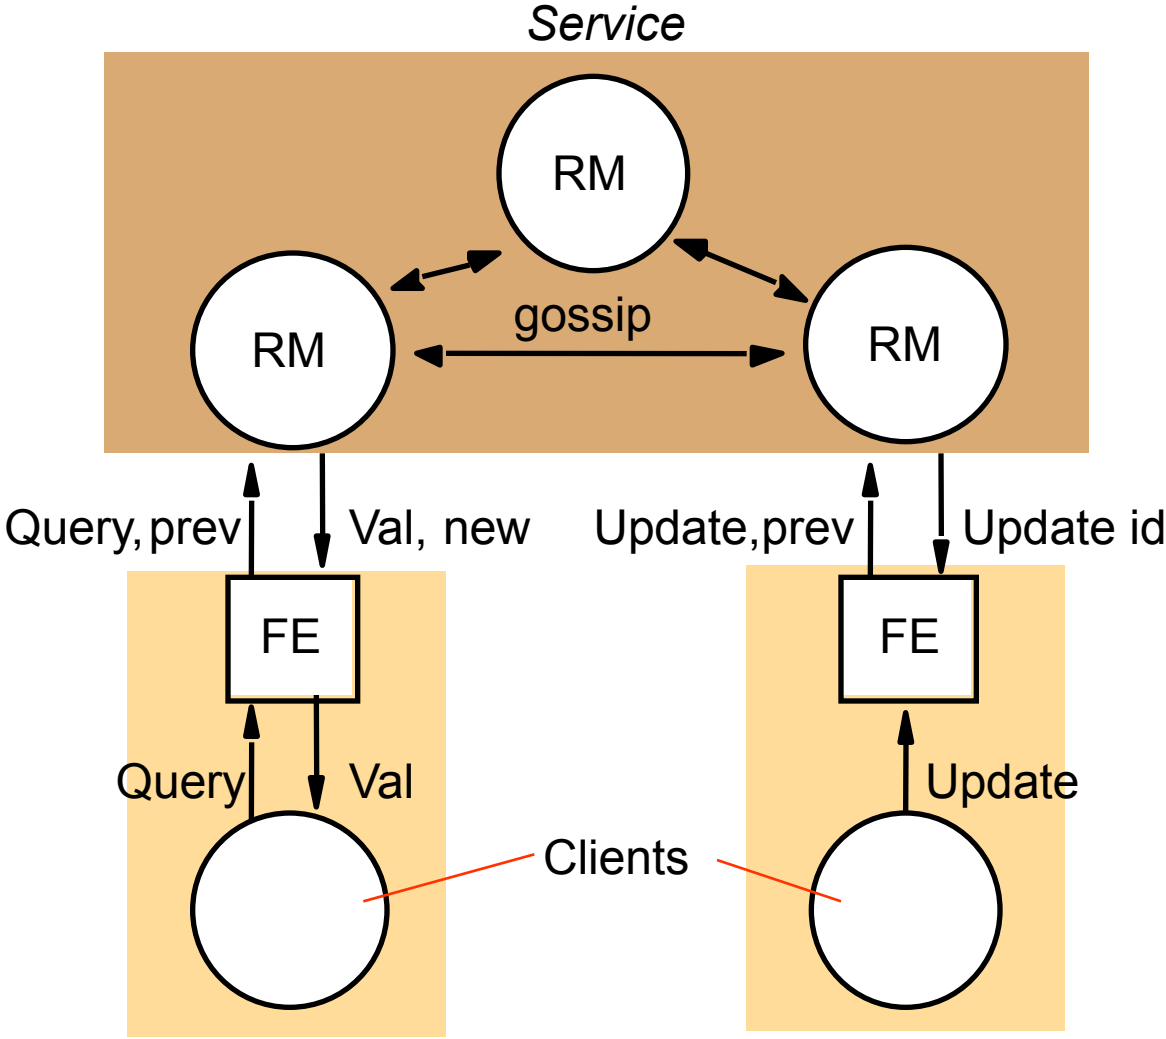 Service
RM
RM
gossip
RM
Query, prev
Val, new
Update,prev
Update id
FE
FE
Query
Val
Update
Clients